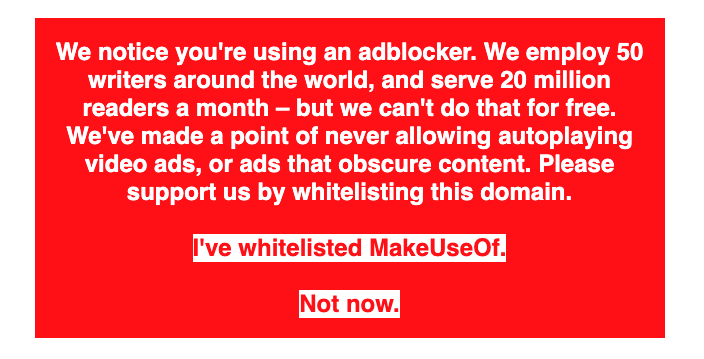 We notice you're using an adblocker. We employ 50
writers around the world, and serve 20 million
readers a month – but we can't do that for free.
We've made a point of never allowing autoplaying
video ads, or ads that obscure content. Please
support us by whitelisting this domain.
I've whitelisted MakeUseOf.
Not now.